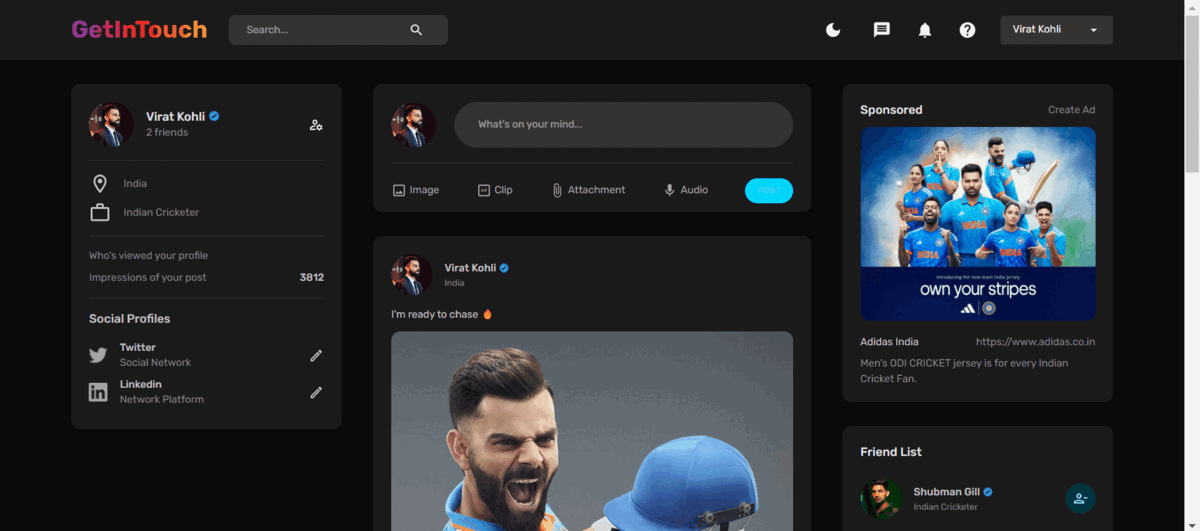 GetInTouch
Search...
Virat Kohli
Virat Kohli
2 friends
India
Indian Cricketer
Who's viewed your profile
Impressions of your post 3812
Social Profiles
Twitter
Social Network
Linkedin
Network Platform
What's on your mind...
Image Clip Attachment Audio POST
Virat Kohli
India
I'm ready to chase 🔥
Sponsored Create Ad
INDIA
INDIA
INDIA
INDIA
introducing the new team India jersey
own your stripes
Adidas India https://www.adidas.co.in
Men's ODI CRICKET jersey is for every Indian
Cricket Fan.
Friend List
Shubman Gill
Indian Cricketer